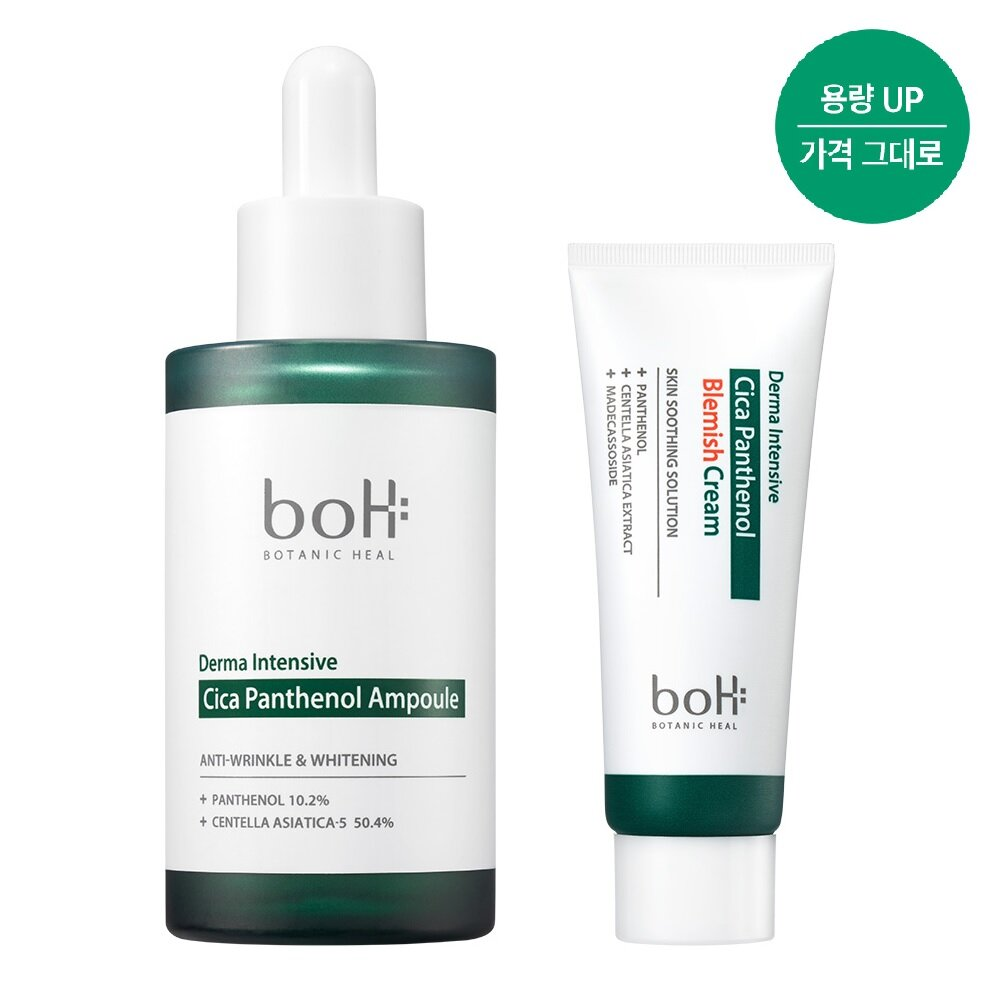 용량 UP
가격 그대로
boH
BOTANIC HEAL
Derma Intensive
Cica Panthenol Ampoule
ANTI-WRINKLE & WHITENING
+ PANTHENOL 10.2%
+ CENTELLA ASIATICA-5 50.4%
Derma Intensive
Cica Panthenol
Blemish Cream
SKIN SOOTHING SOLUTION
+ PANTHENOL
+ CENTELLA ASIATICA EXTRACT
+ MADECASSOSIDE
boH
BOTANIC HEAL